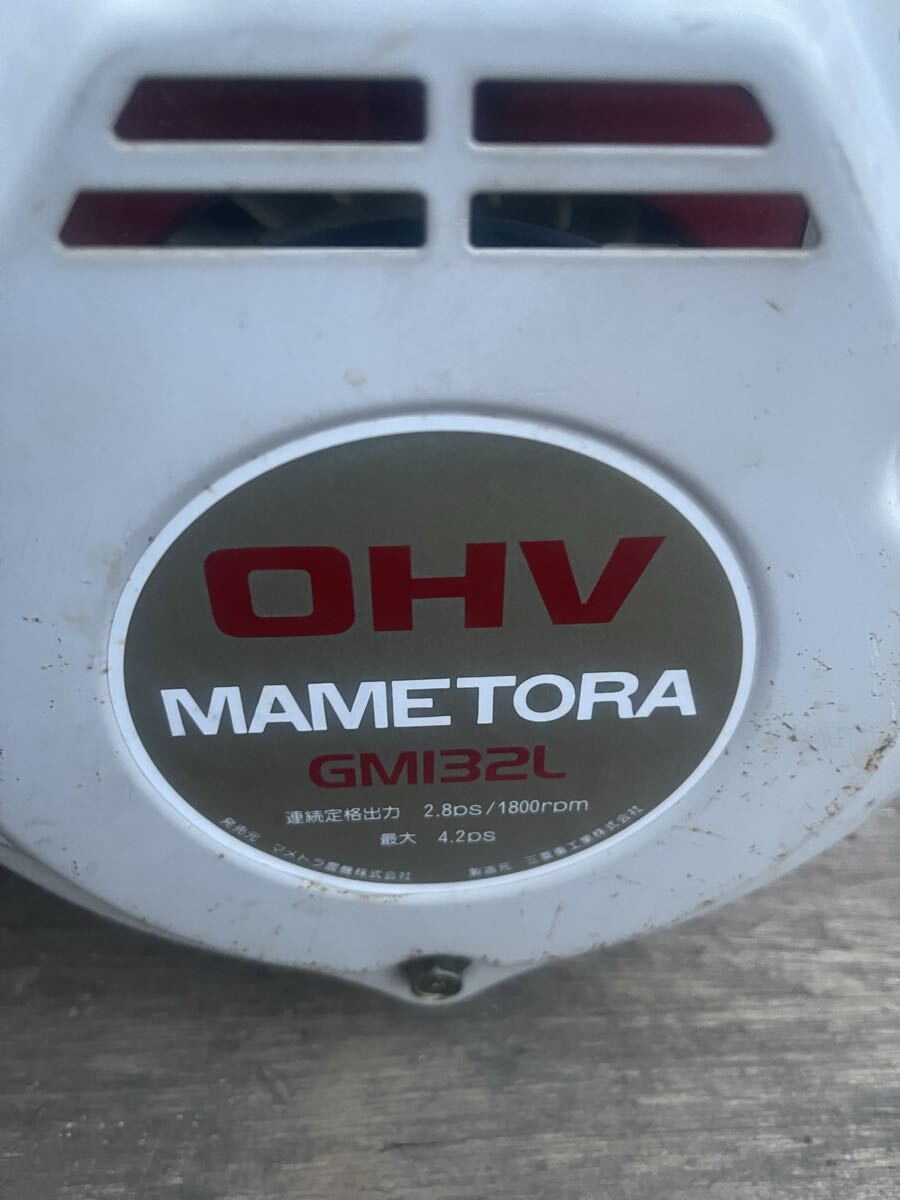 OHV
MAMETORA
GM132L
連続定格出力 2.8ps/1800rpm
最大 4.2ps
発売元 マメトラ農機株式会社 製造元 三菱重工業株式会社